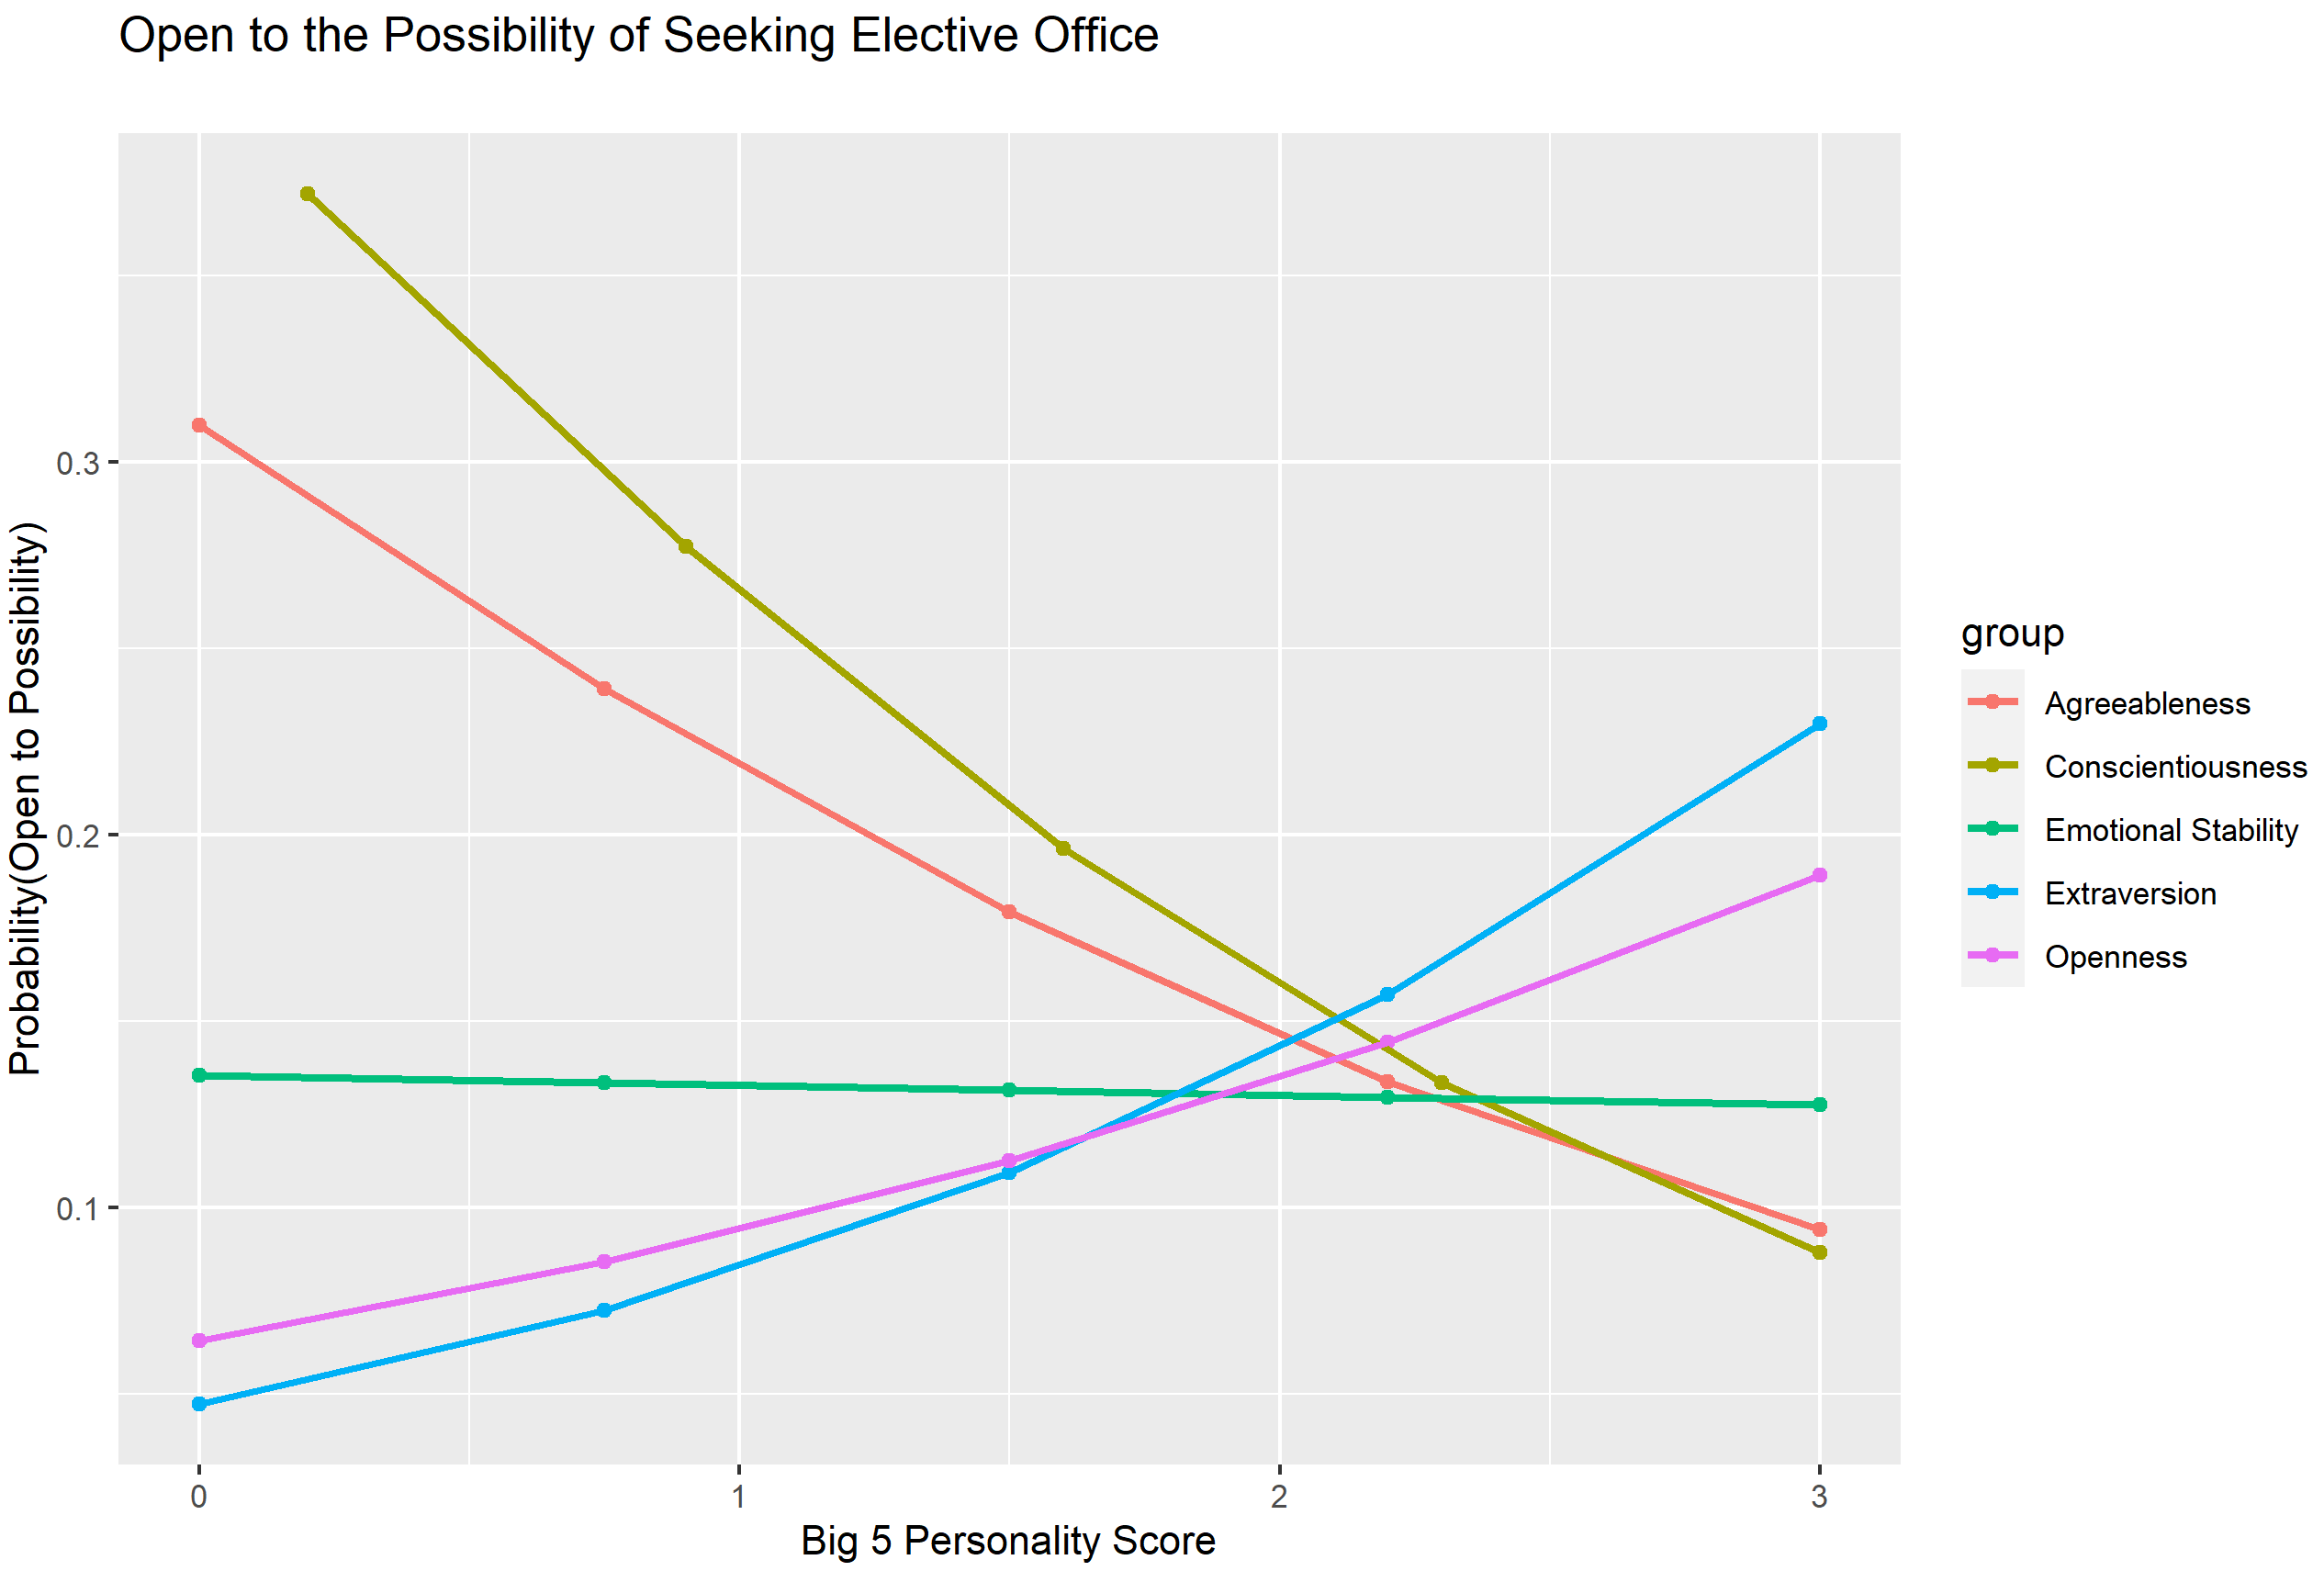 Open to the Possibility of Seeking Elective Office
Probability(Open to Possibility)
0.3
0.2
0.1
0 1 2 3
Big 5 Personality Score
group
Agreeableness
Conscientiousness
Emotional Stability
Extraversion
Openness